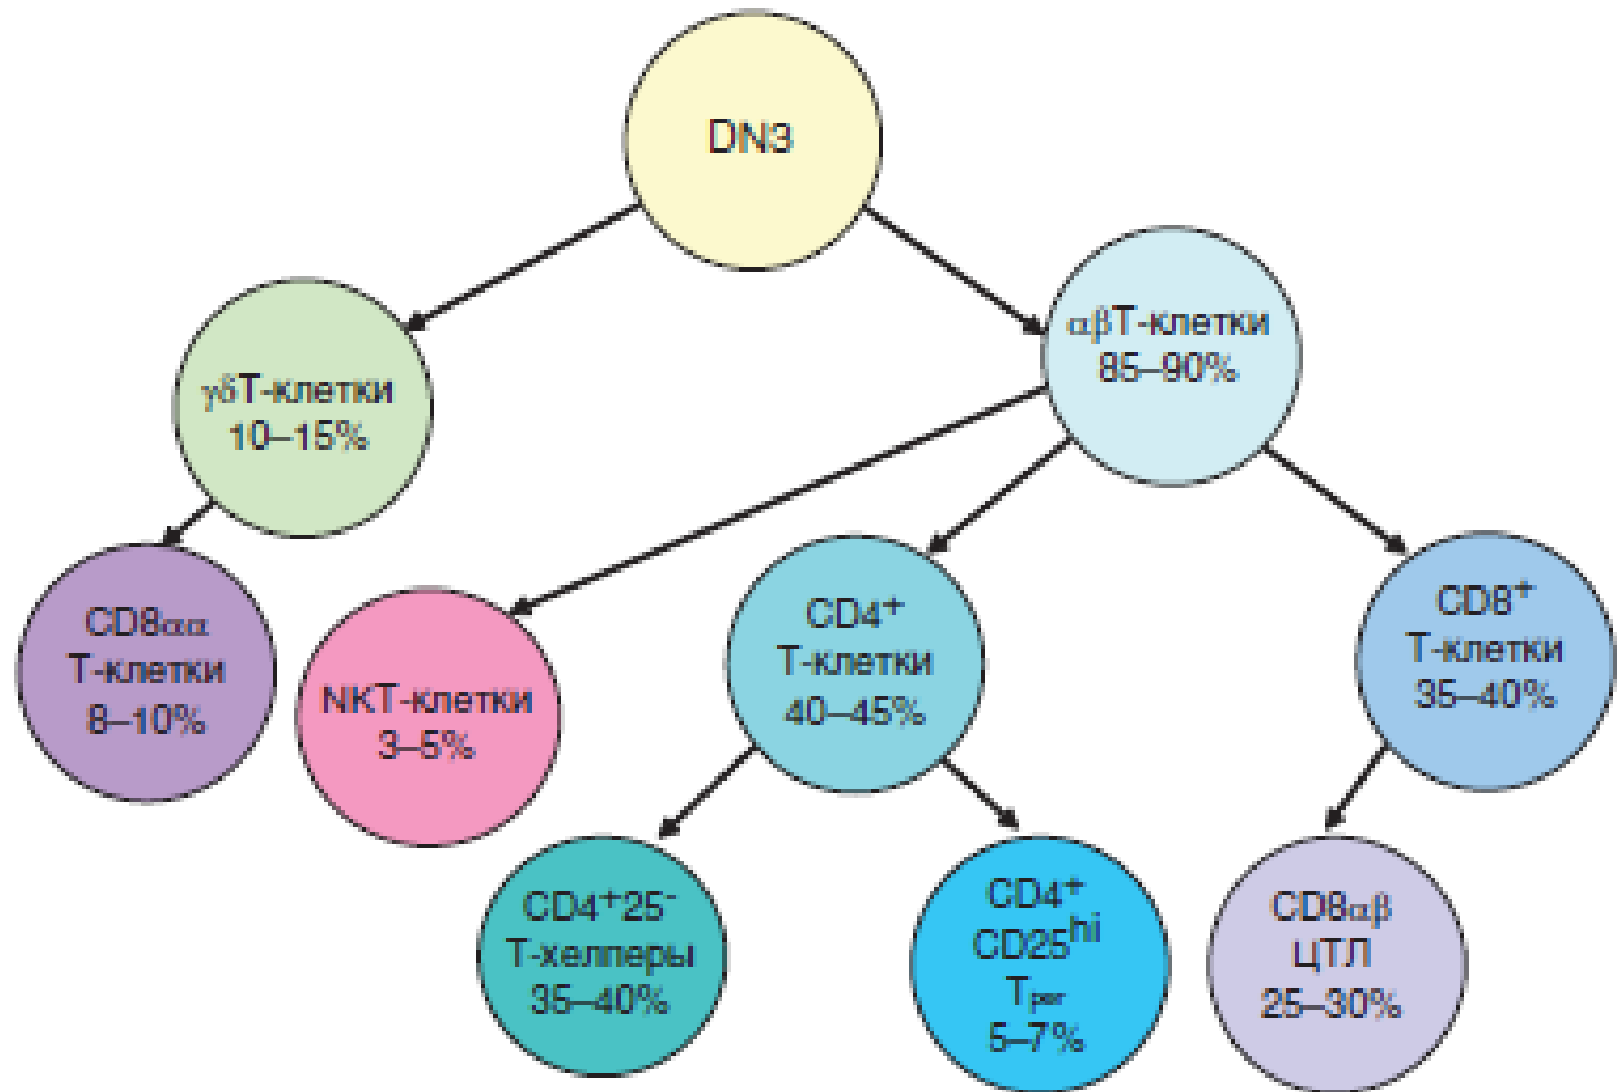 DN3
αβT-клетки
85–90%
γδT-клетки
10–15%
CD8αα
T-клетки
8–10%
NKT-клетки
3–5%
CD4⁺
T-клетки
40–45%
CD8⁺
T-клетки
35–40%
CD4⁺25⁻
T-хелперы
35–40%
CD4⁺
CD25ʰⁱ
Tрег
5–7%
CD8αβ
ЦТЛ
25–30%